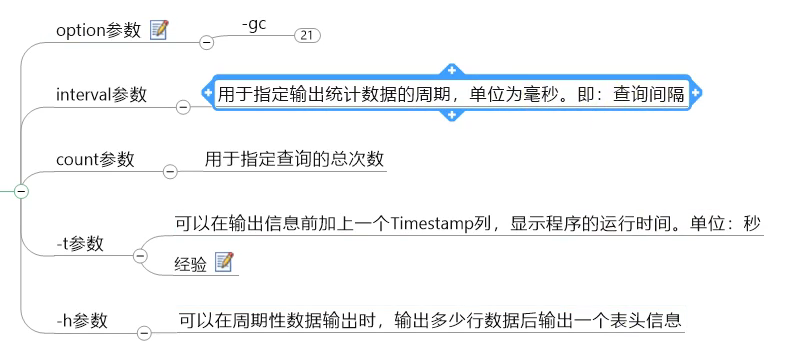 option参数
-gc
21
interval参数
用于指定输出统计数据的周期，单位为毫秒。即：查询间隔
count参数
用于指定查询的总次数
-t参数
可以在输出信息前加上一个Timestamp列，显示程序的运行时间。单位：秒
经验
-h参数
可以在周期性数据输出时，输出多少行数据后输出一个表头信息